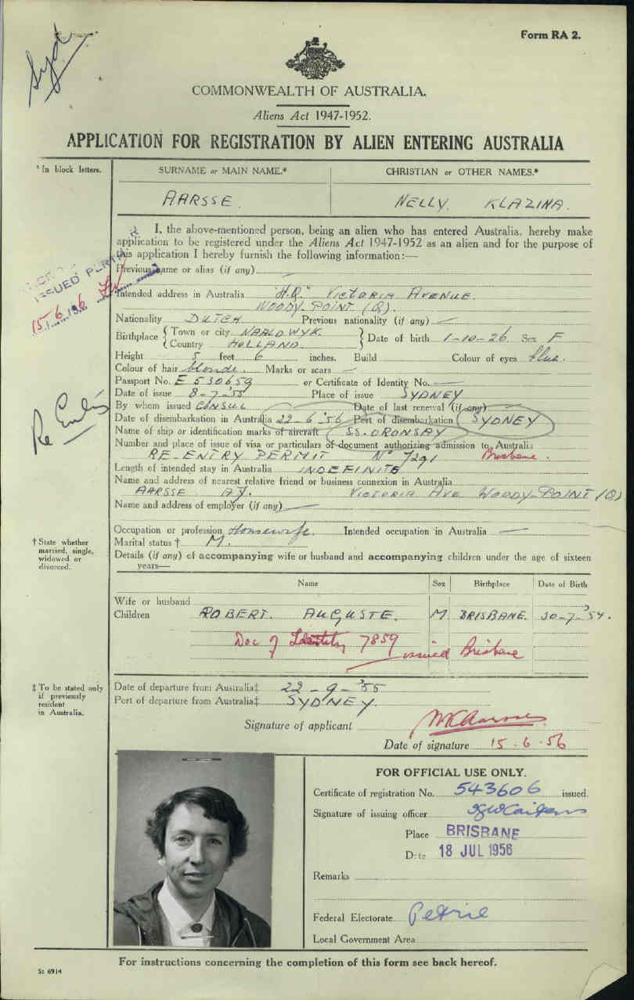 Form RA 2.
Syd
COMMONWEALTH OF AUSTRALIA.
Aliens Act 1947-1952.
APPLICATION FOR REGISTRATION BY ALIEN ENTERING AUSTRALIA
* In block letters.
SURNAME or MAIN NAME.* CHRISTIAN or OTHER NAMES.*
AARSSE. NELLY KLAZINA.
I, the above-mentioned person, being an alien who has entered Australia, hereby make
application to be registered under the Aliens Act 1947-1952 as an alien and for the purpose of
this application I hereby furnish the following information:—
ISSUED PERTH
15.6.1956
Previous name or alias (if any) —
Intended address in Australia "H.Q." VICTORIA AVENUE.
WOODY-POINT (Q).
Nationality DUTCH Previous nationality (if any) —
Birthplace { Town or city NAALDWYK } Date of birth 1-10-26 Sex F
{ Country HOLLAND }
Height 5 feet 6 inches. Build Colour of eyes blue.
Colour of hair blonde. Marks or scars —
Passport No. E 530659 or Certificate of Identity No. —
Date of issue 8-7-'55 Place of issue SYDNEY
Re
By whom issued CONSUL Date of last renewal (if any) —
Date of disembarkation in Australia 22-6-'56 Port of disembarkation SYDNEY
Name of ship or identification marks of aircraft SS. ORONSAY
Number and place of issue of visa or particulars of document authorizing admission to Australia
RE-ENTRY PERMIT No 7291 Brisbane.
Length of intended stay in Australia INDEFINITE
Name and address of nearest relative friend or business connexion in Australia
AARSSE VICTORIA AVE WOODY-POINT (Q)
Name and address of employer (if any) —
Occupation or profession Housewife. Intended occupation in Australia —
† State whether married, single, widowed or divorced.
Marital status † M.
Details (if any) of accompanying wife or husband and accompanying children under the age of sixteen
years—
Name Sex Birthplace Date of Birth
Wife or husband
Children ROBERT. AUGUSTE. M BRISBANE. 30-7-'54.
Doc of Identity 7859
issued Brisbane
‡ To be stated only if previously resident in Australia.
Date of departure from Australia‡ 22-9-'55
Port of departure from Australia‡ SYDNEY.
Signature of applicant NKAarsse
Date of signature 15.6.56
FOR OFFICIAL USE ONLY.
Certificate of registration No. 543606 issued.
Signature of issuing officer
Place BRISBANE
Date 18 JUL 1956
Remarks
Federal Electorate Petrie
Local Government Area
For instructions concerning the completion of this form see back hereof.
St 6914